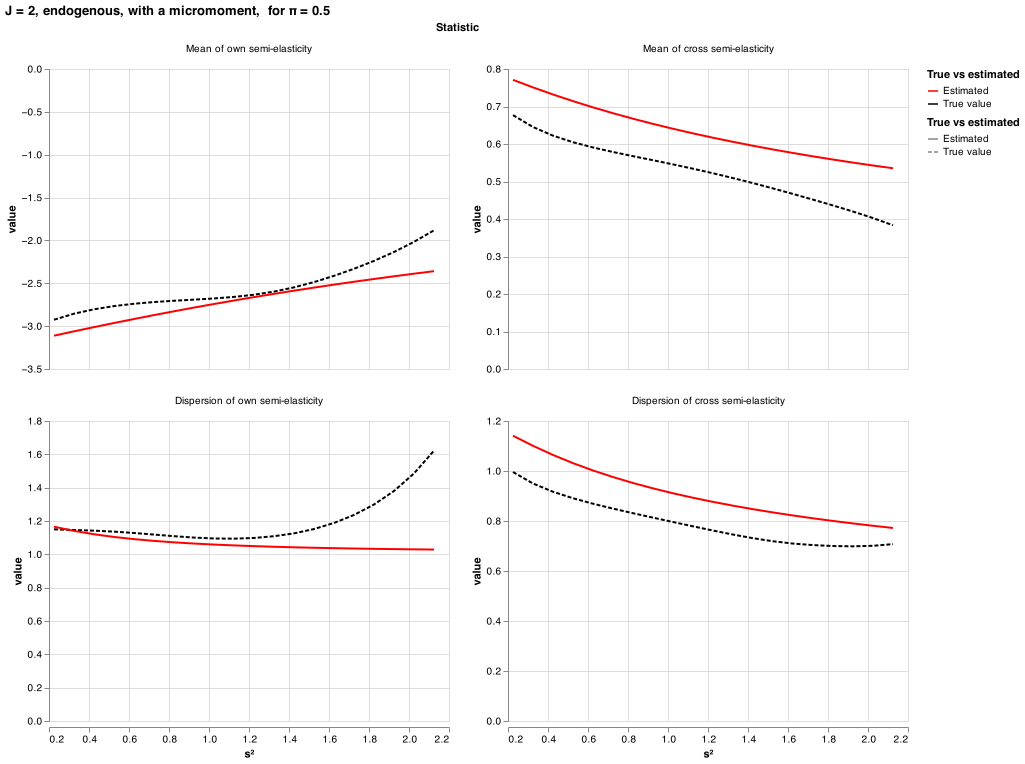 J = 2, endogenous, with a micromoment,  for π = 0.5
Statistic
Mean of own semi-elasticity
0.0
−0.5
−1.0
−1.5
−2.0
−2.5
−3.0
−3.5
value
Mean of cross semi-elasticity
0.8
0.7
0.6
0.5
0.4
0.3
0.2
0.1
0.0
value
True vs estimated
Estimated
True value
True vs estimated
Estimated
True value
Dispersion of own semi-elasticity
1.8
1.6
1.4
1.2
1.0
0.8
0.6
0.4
0.2
0.0
value
0.2 0.4 0.6 0.8 1.0 1.2 1.4 1.6 1.8 2.0 2.2
s²
Dispersion of cross semi-elasticity
1.2
1.0
0.8
0.6
0.4
0.2
0.0
value
0.2 0.4 0.6 0.8 1.0 1.2 1.4 1.6 1.8 2.0 2.2
s²